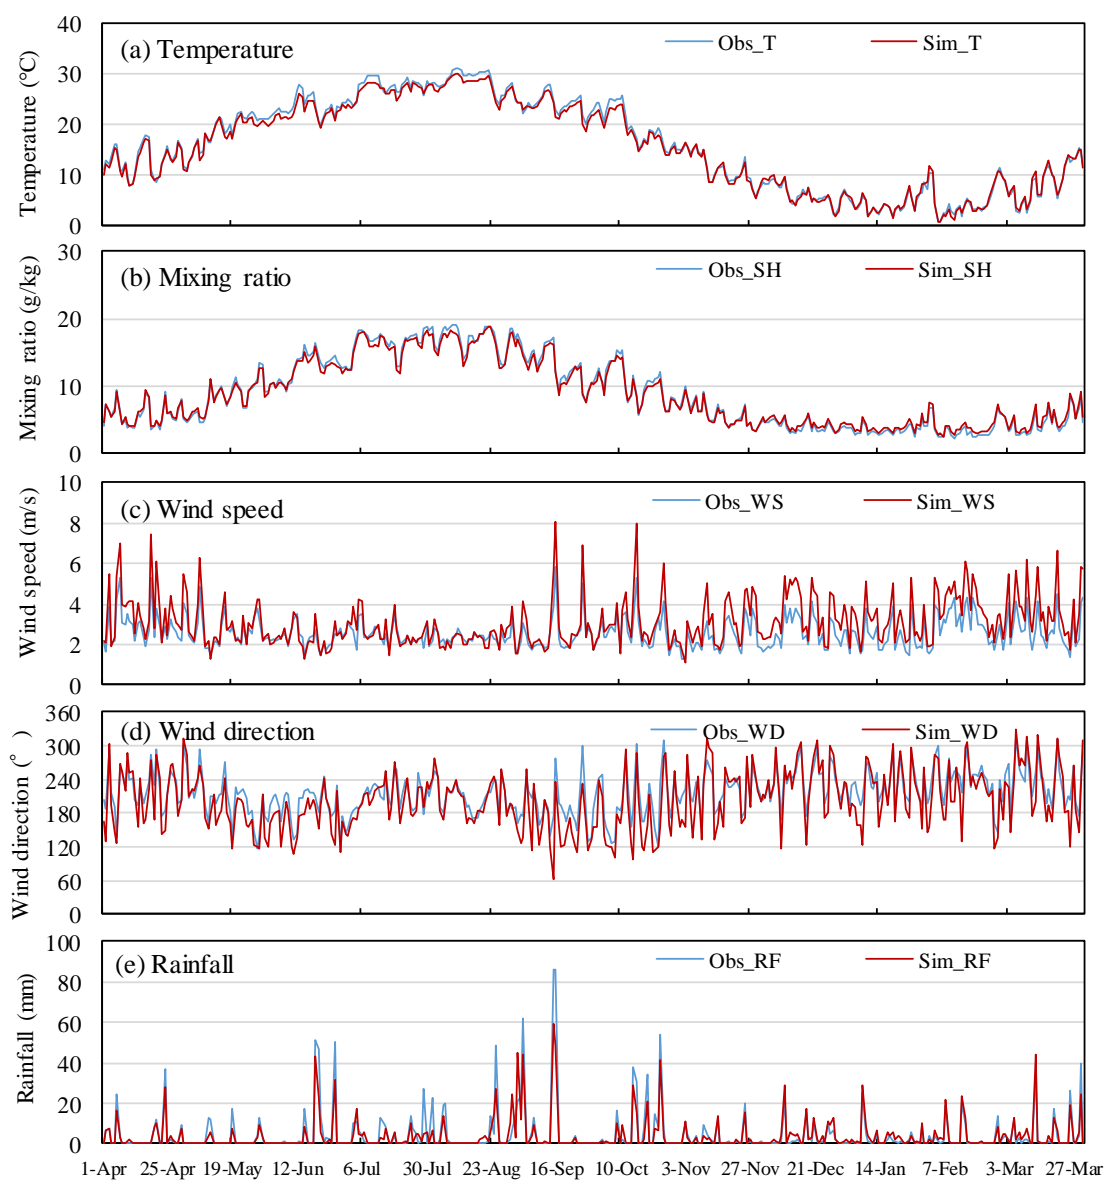 (a) Temperature
Obs_T
Sim_T
Temperature (℃)
40
30
20
10
0
(b) Mixing ratio
Obs_SH
Sim_SH
Mixing ratio (g/kg)
30
20
10
0
(c) Wind speed
Obs_WS
Sim_WS
Wind speed (m/s)
10
8
6
4
2
0
(d) Wind direction
Obs_WD
Sim_WD
Wind direction (°)
360
300
240
180
120
60
0
(e) Rainfall
Obs_RF
Sim_RF
Rainfall (mm)
100
80
60
40
20
0
1-Apr 25-Apr 19-May 12-Jun 6-Jul 30-Jul 23-Aug 16-Sep 10-Oct 3-Nov 27-Nov 21-Dec 14-Jan 7-Feb 3-Mar 27-Mar